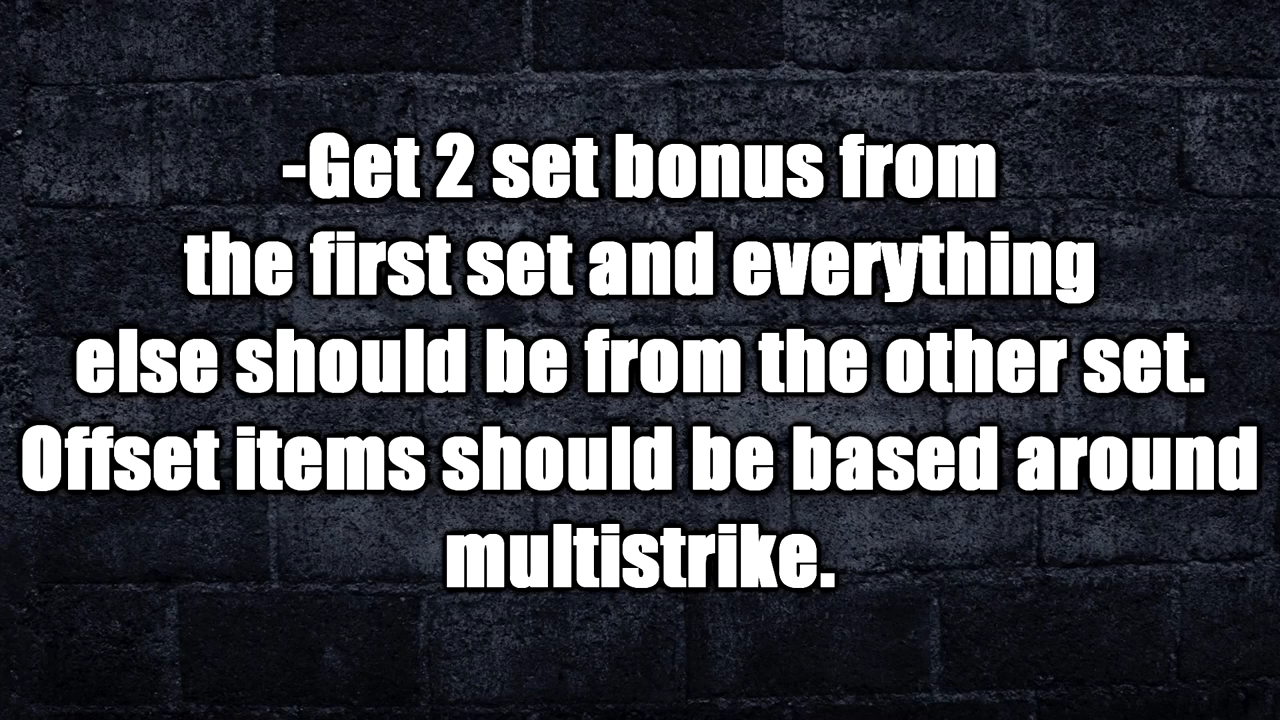 -Get 2 set bonus from
the first set and everything
else should be from the other set.
Offset items should be based around
multistrike.